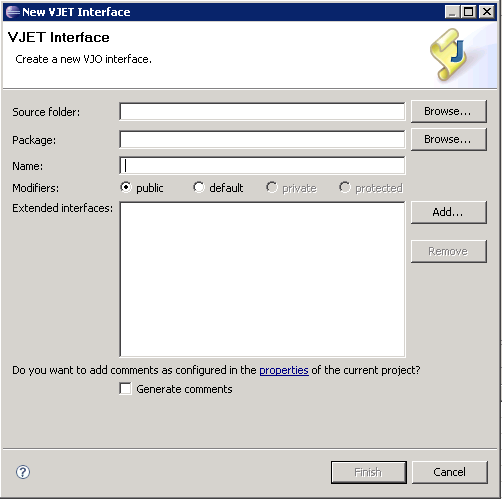 New VJET Interface
VJET Interface
Create a new VJO interface.
J
Source folder: Browse...
Package: Browse...
Name:
Modifiers: public default private protected
Extended interfaces: Add...
Remove
Do you want to add comments as configured in the properties of the current project?
Generate comments
? Finish Cancel